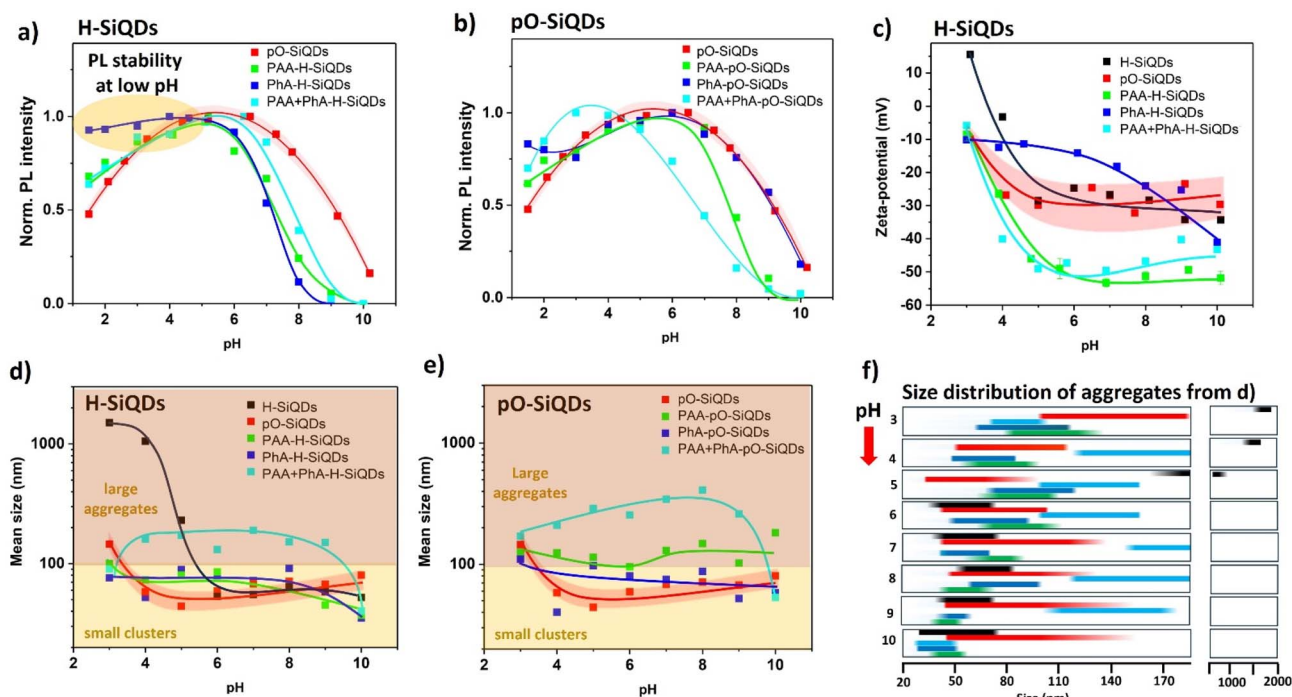 a)
H-SiQDs
PL stability
at low pH
pO-SiQDs
PAA-H-SiQDs
PhA-H-SiQDs
PAA+PhA-H-SiQDs
Norm. PL intensity
1.0
0.5
0.0
2 4 6 8 10
pH
b)
pO-SiQDs
pO-SiQDs
PAA-pO-SiQDs
PhA-pO-SiQDs
PAA+PhA-pO-SiQDs
Norm. PL intensity
1.0
0.5
0.0
2 4 6 8 10
pH
c)
H-SiQDs
H-SiQDs
pO-SiQDs
PAA-H-SiQDs
PhA-H-SiQDs
PAA+PhA-H-SiQDs
Zeta-potential (mV)
10
0
-10
-20
-30
-40
-50
-60
2 4 6 8 10
pH
d)
H-SiQDs
H-SiQDs
pO-SiQDs
PAA-H-SiQDs
PhA-H-SiQDs
PAA+PhA-H-SiQDs
large
aggregates
small clusters
Mean size (nm)
1000
100
2 4 6 8 10
pH
e)
pO-SiQDs
pO-SiQDs
PAA-pO-SiQDs
PhA-pO-SiQDs
PAA+PhA-pO-SiQDs
Large
aggregates
small clusters
Mean size (nm)
1000
100
2 4 6 8 10
pH
f)
Size distribution of aggregates from d)
pH
3
4
5
6
7
8
9
10
20 50 80 110 140 170
1000 2000
Size (nm)